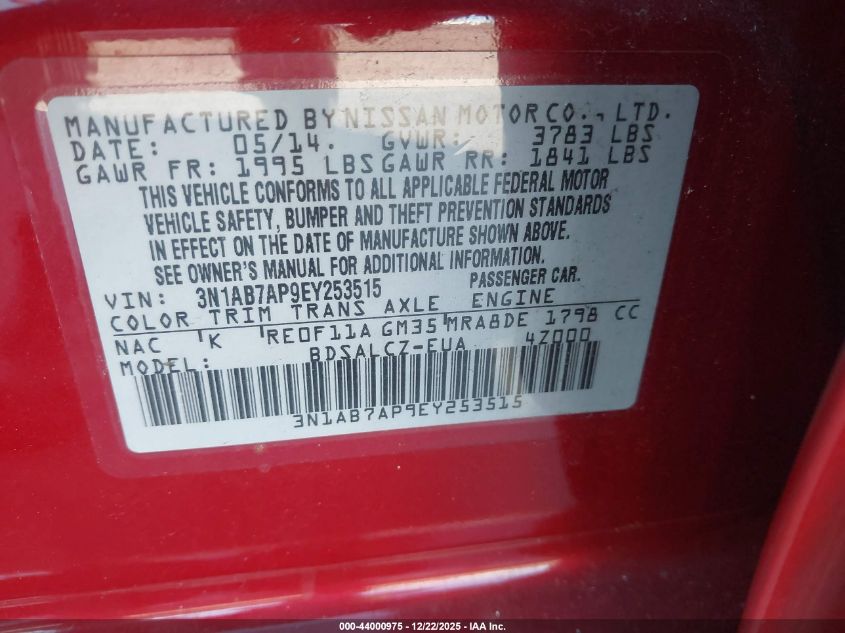 MANUFACTURED BY NISSAN MOTOR CO., LTD.
DATE: 05/14. GVWR: 3783 LBS
GAWR FR: 1995 LBS GAWR RR: 1841 LBS
THIS VEHICLE CONFORMS TO ALL APPLICABLE FEDERAL MOTOR
VEHICLE SAFETY, BUMPER AND THEFT PREVENTION STANDARDS
IN EFFECT ON THE DATE OF MANUFACTURE SHOWN ABOVE.
SEE OWNER'S MANUAL FOR ADDITIONAL INFORMATION.
VIN: 3N1AB7AP9EY253515 PASSENGER CAR.
COLOR TRIM TRANS AXLE ENGINE
NAC K RE0F11A GM35 MRA8DE 1798 CC
MODEL: BDSALCZ-EUA 4Z000
3N1AB7AP9EY253515
000-44000975 - 12/22/2025 - IAA Inc.